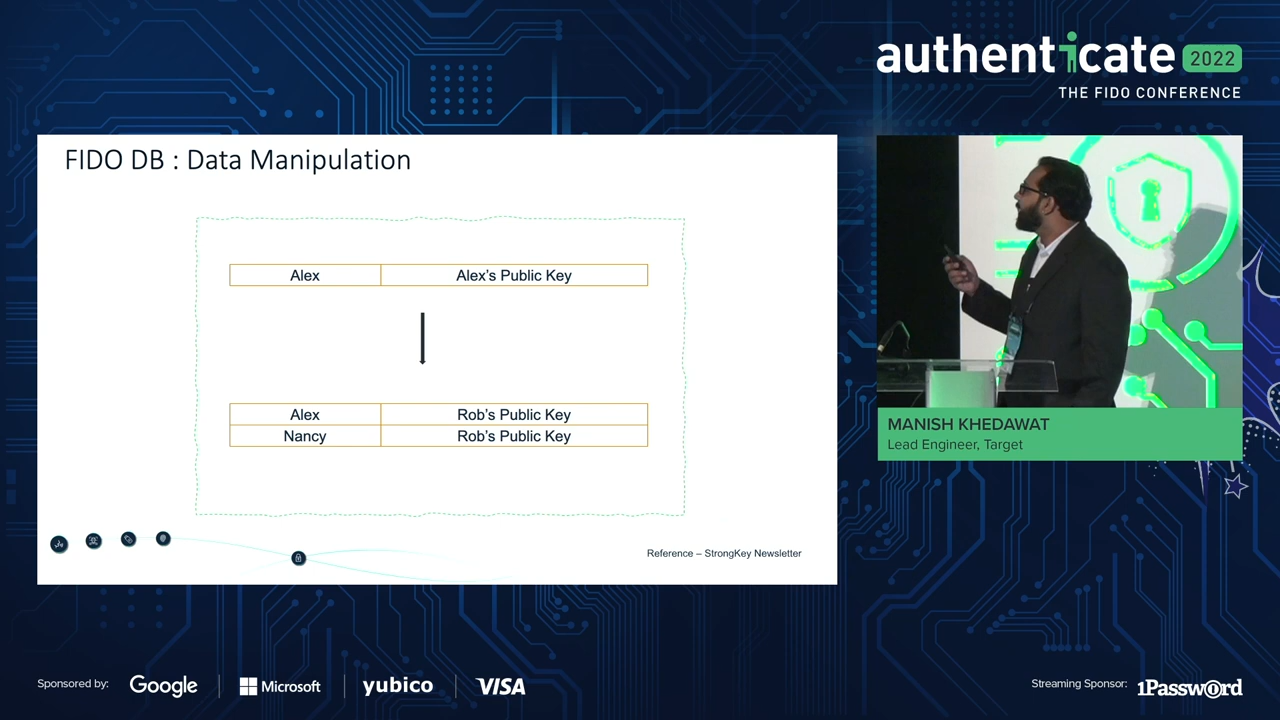 authenticate 2022
THE FIDO CONFERENCE
FIDO DB : Data Manipulation
Alex Alex's Public Key
Alex Rob's Public Key
Nancy Rob's Public Key
Reference – StrongKey Newsletter
MANISH KHEDAWAT
Lead Engineer, Target
Sponsored by: Google Microsoft yubico VISA
Streaming Sponsor: 1Password